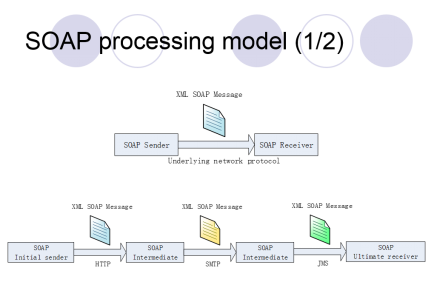 SOAP processing model (1/2)
XML SOAP Message
SOAP Sender
SOAP Receiver
Underlying network protocol
XML SOAP Message
XML SOAP Message
XML SOAP Message
SOAP
Initial sender
HTTP
SOAP
Intermediate
SMTP
SOAP
Intermediate
JMS
SOAP
Ultimate receiver